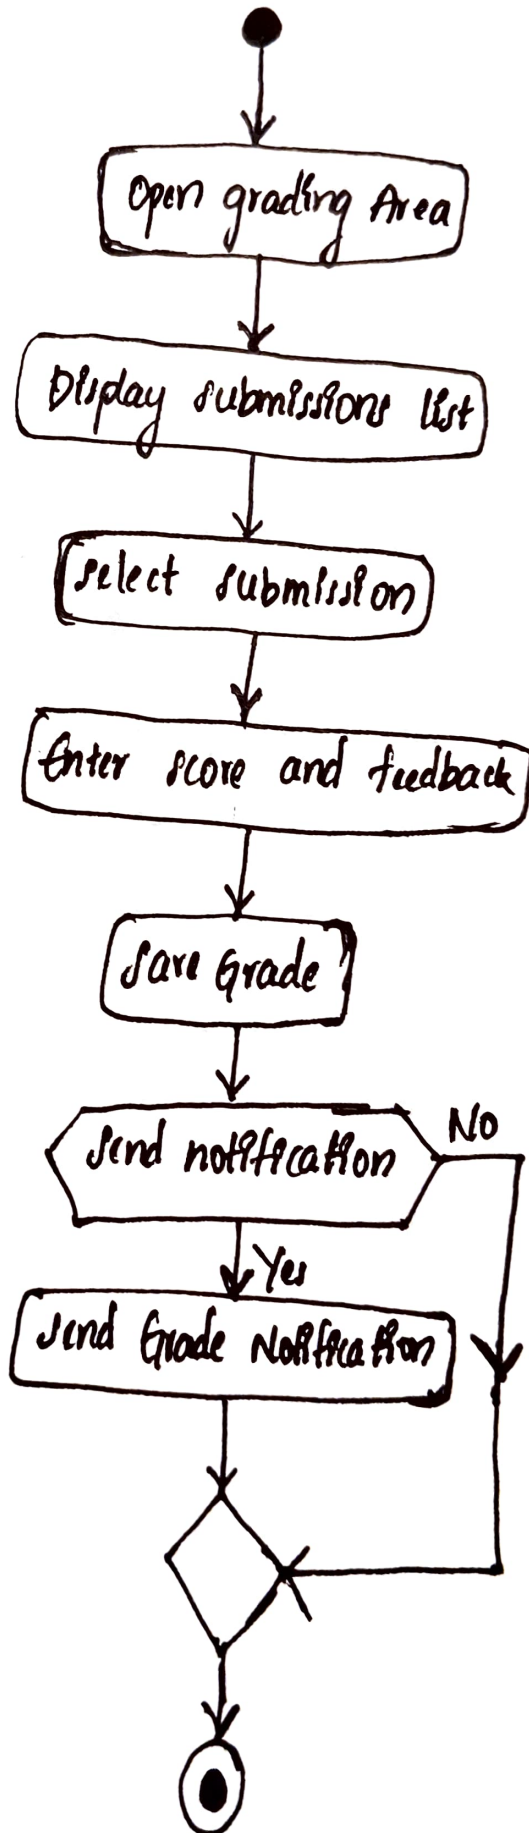 Open grading Area
Display submissions list
select submission
Enter score and feedback
Save Grade
send notification
No
Yes
send Grade Notification